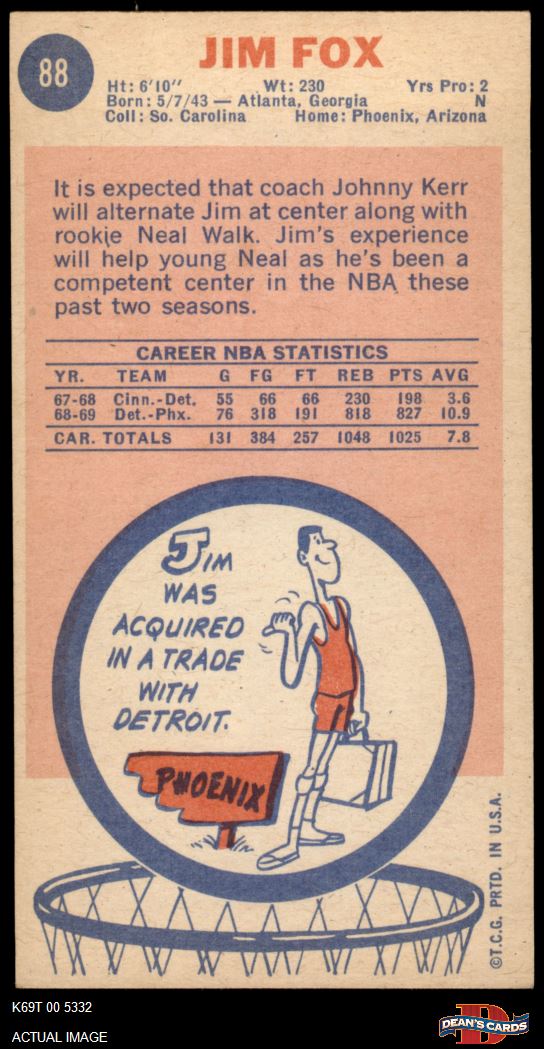 88
JIM FOX
Ht: 6'10" Wt: 230 Yrs Pro: 2
Born: 5/7/43 — Atlanta, Georgia N
Coll: So. Carolina Home: Phoenix, Arizona
It is expected that coach Johnny Kerr
will alternate Jim at center along with
rookie Neal Walk. Jim's experience
will help young Neal as he's been a
competent center in the NBA these
past two seasons.
CAREER NBA STATISTICS
YR. TEAM G FG FT REB PTS AVG
67-68 Cinn.-Det. 55 66 66 230 198 3.6
68-69 Det.-Phx. 76 318 191 818 827 10.9
CAR. TOTALS 131 384 257 1048 1025 7.8
JIM
WAS
ACQUIRED
IN A TRADE
WITH
DETROIT.
PHOENIX
©T.C.G. PRTD. IN U.S.A.
K69T 00 5332
ACTUAL IMAGE
D
DEAN'S CARDS